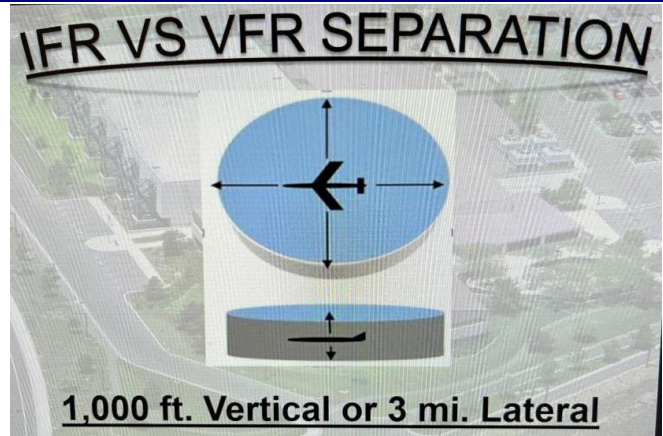 IFR VS VFR SEPARATION
1,000 ft. Vertical or 3 mi. Lateral